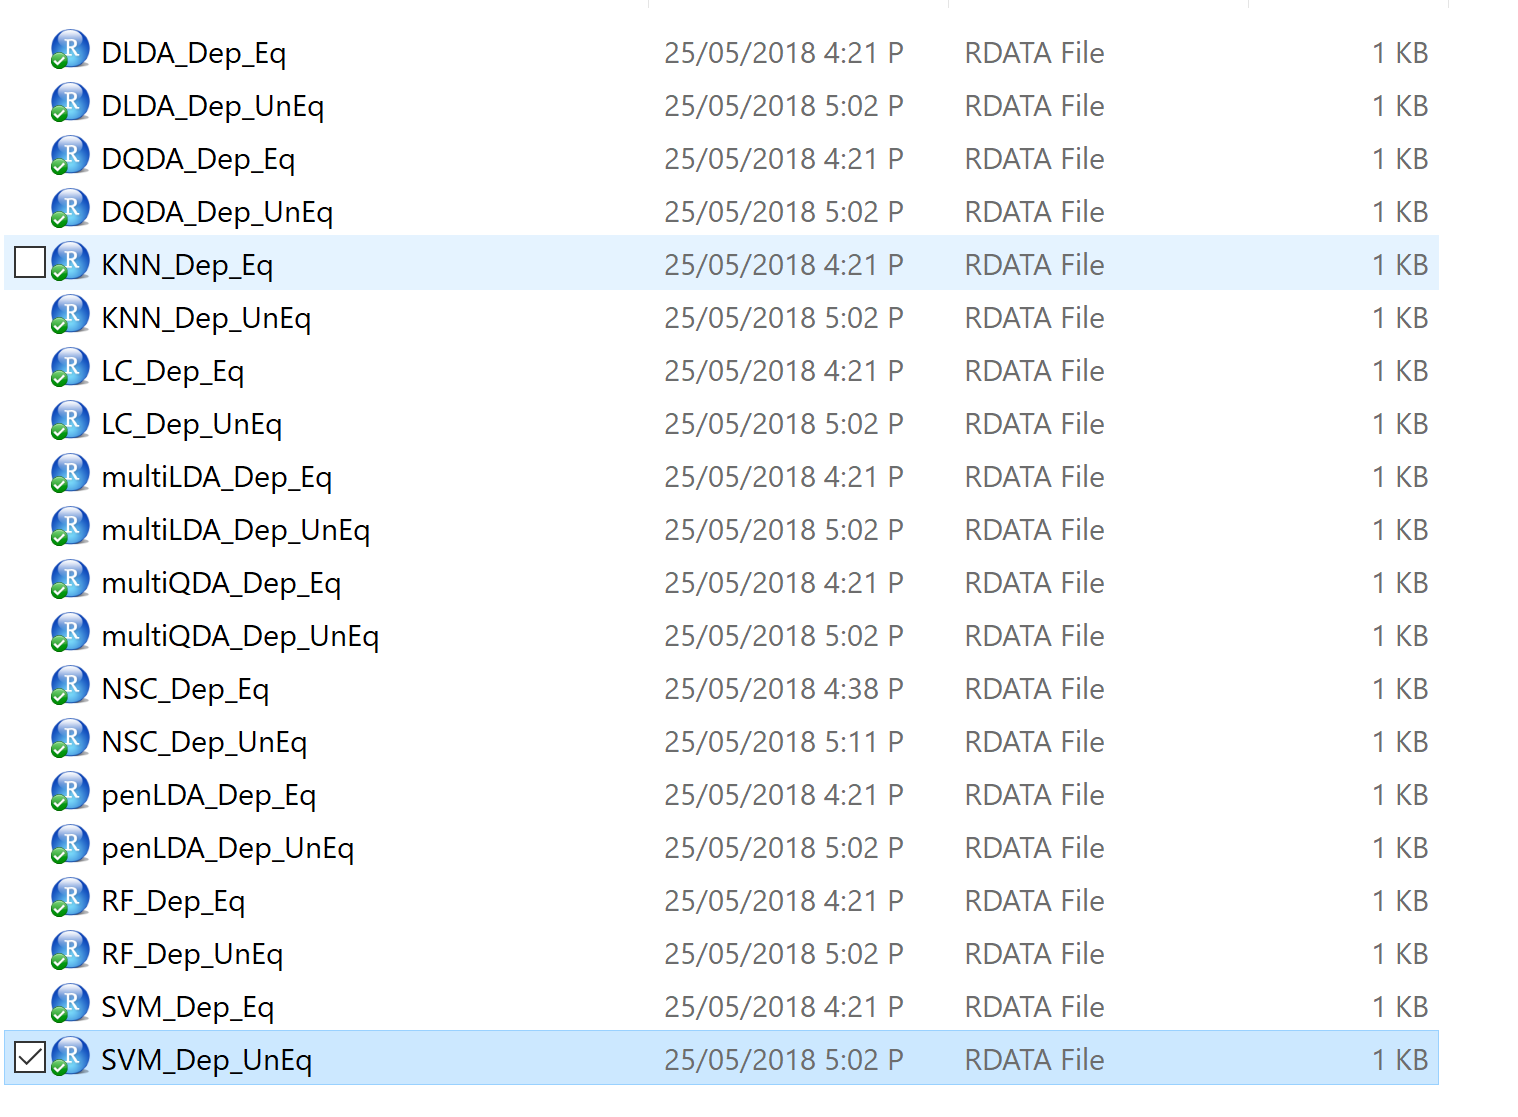 DLDA_Dep_Eq 25/05/2018 4:21 P RDATA File 1 KB
DLDA_Dep_UnEq 25/05/2018 5:02 P RDATA File 1 KB
DQDA_Dep_Eq 25/05/2018 4:21 P RDATA File 1 KB
DQDA_Dep_UnEq 25/05/2018 5:02 P RDATA File 1 KB
KNN_Dep_Eq 25/05/2018 4:21 P RDATA File 1 KB
KNN_Dep_UnEq 25/05/2018 5:02 P RDATA File 1 KB
LC_Dep_Eq 25/05/2018 4:21 P RDATA File 1 KB
LC_Dep_UnEq 25/05/2018 5:02 P RDATA File 1 KB
multiLDA_Dep_Eq 25/05/2018 4:21 P RDATA File 1 KB
multiLDA_Dep_UnEq 25/05/2018 5:02 P RDATA File 1 KB
multiQDA_Dep_Eq 25/05/2018 4:21 P RDATA File 1 KB
multiQDA_Dep_UnEq 25/05/2018 5:02 P RDATA File 1 KB
NSC_Dep_Eq 25/05/2018 4:38 P RDATA File 1 KB
NSC_Dep_UnEq 25/05/2018 5:11 P RDATA File 1 KB
penLDA_Dep_Eq 25/05/2018 4:21 P RDATA File 1 KB
penLDA_Dep_UnEq 25/05/2018 5:02 P RDATA File 1 KB
RF_Dep_Eq 25/05/2018 4:21 P RDATA File 1 KB
RF_Dep_UnEq 25/05/2018 5:02 P RDATA File 1 KB
SVM_Dep_Eq 25/05/2018 4:21 P RDATA File 1 KB
SVM_Dep_UnEq 25/05/2018 5:02 P RDATA File 1 KB